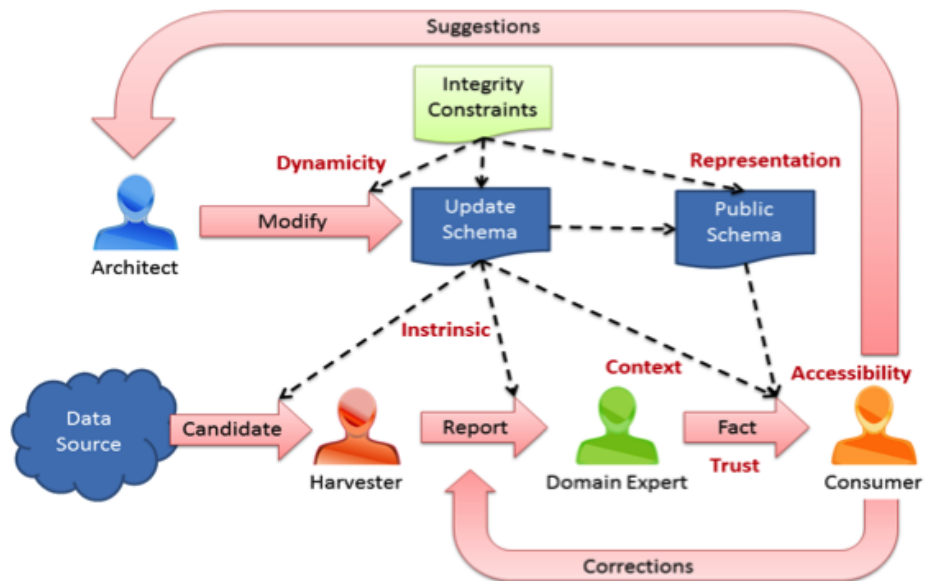 Suggestions
Integrity
Constraints
Dynamicity
Representation
Modify
Update
Schema
Public
Schema
Architect
Instrinsic
Context
Accessibility
Data
Source
Candidate
Report
Fact
Trust
Harvester
Domain Expert
Consumer
Corrections